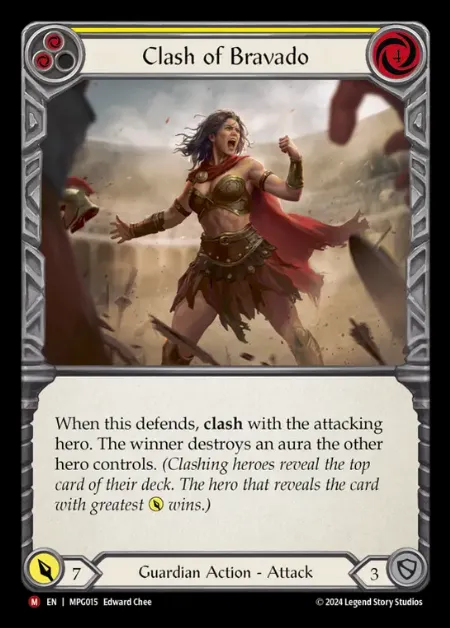 Clash of Bravado
4
When this defends, clash with the attacking
hero. The winner destroys an aura the other
hero controls. (Clashing heroes reveal the top
card of their deck. The hero that reveals the card
with greatest wins.)
7 Guardian Action - Attack 3
M EN | MPG015 Edward Chee © 2024 Legend Story Studios